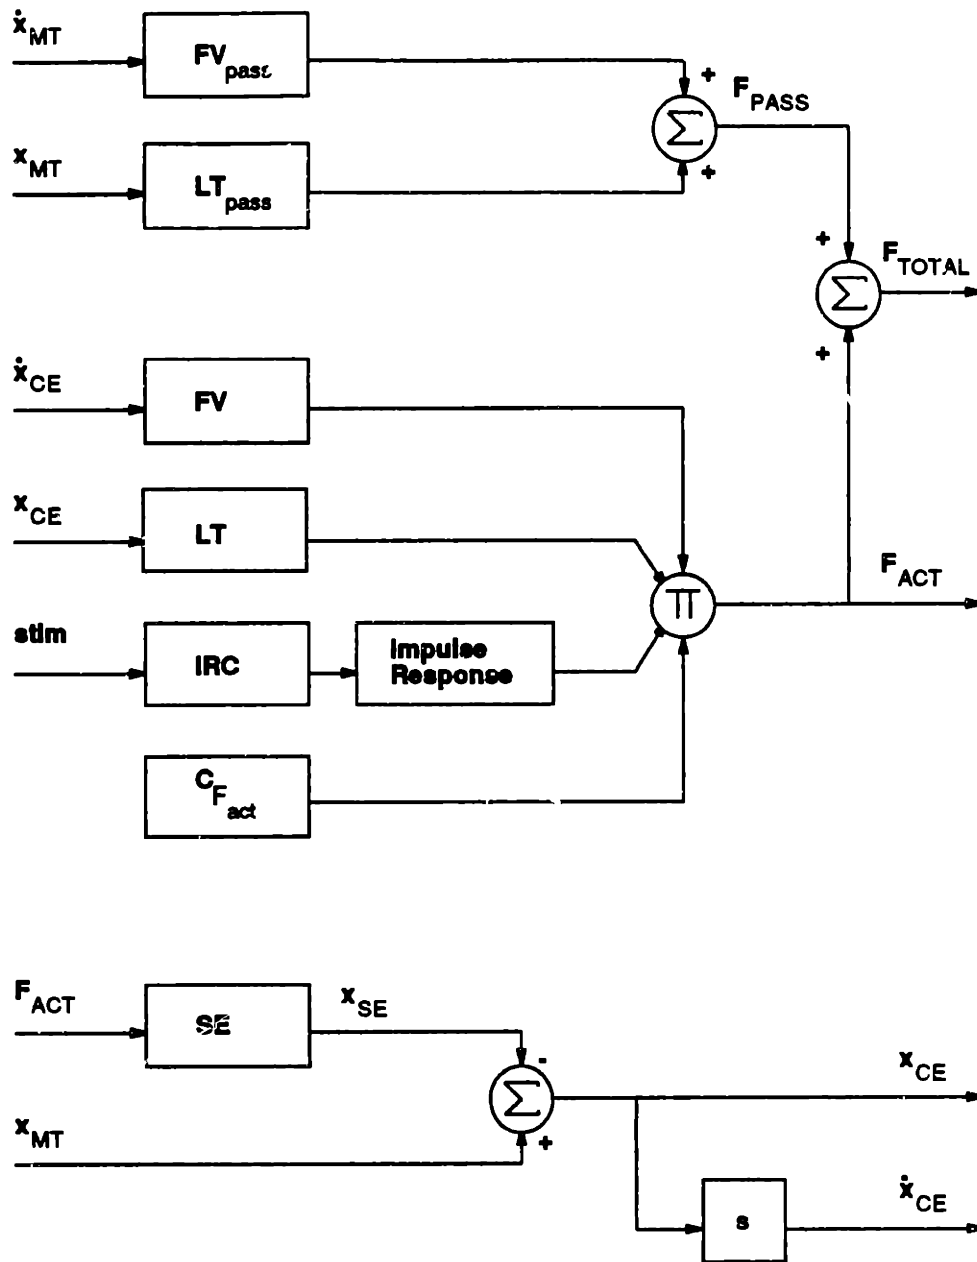 ẋMT
FVpass
+
FPASS
xMT
LTpass
+
+
FTOTAL
Σ
Σ
+
ẋCE
FV
xCE
LT
FACT
Π
stim
IRC
Impulse
Response
CFact
FACT
SE
xSE
-
xCE
Σ
xMT
+
ẋCE
s